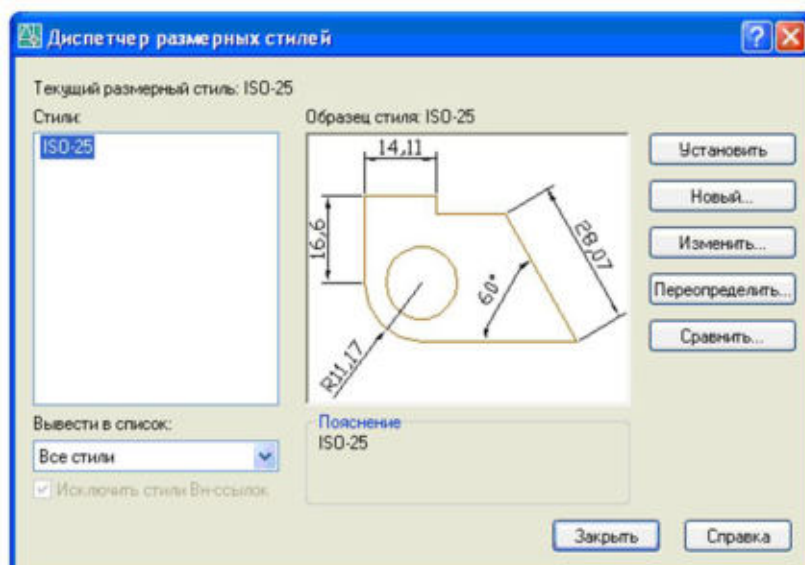 Диспетчер размерных стилей
Текущий размерный стиль: ISO-25
Стили:
ISO-25
Образец стиля: ISO-25
14,11
16,6
28,07
60°
R11,17
Установить
Новый...
Изменить...
Переопределить...
Сравнить...
Вывести в список:
Все стили
Исключить стили Вн-ссылок
Пояснение
ISO-25
Закрыть
Справка